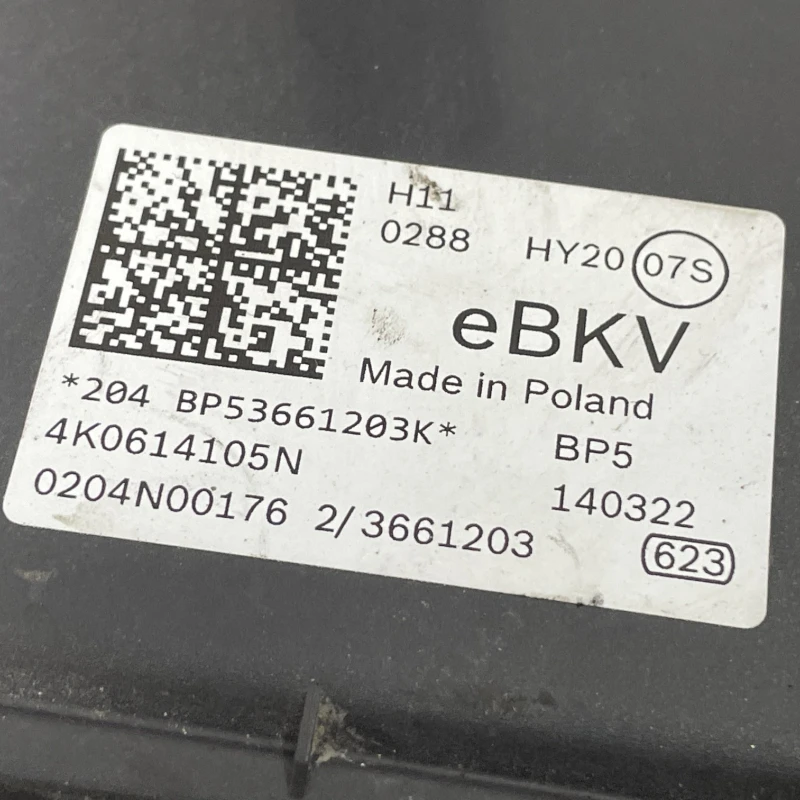 H11
0288 HY20 07S
eBKV
Made in Poland
*204 BP53661203K*
4K0614105N BP5
0204N00176 2/3661203 140322
623